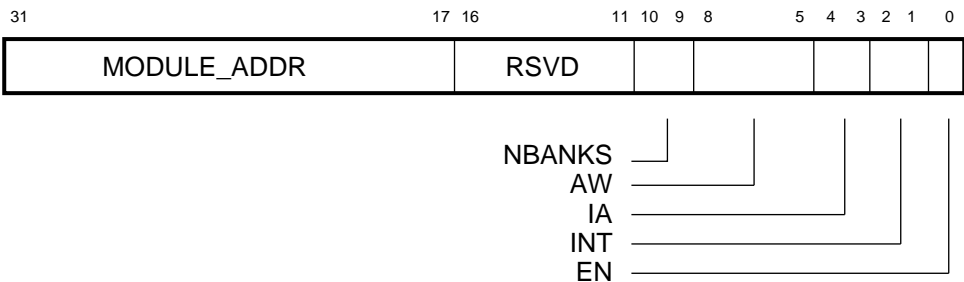 31 17 16 11 10 9 8 5 4 3 2 1 0
MODULE_ADDR RSVD
NBANKS
AW
IA
INT
EN